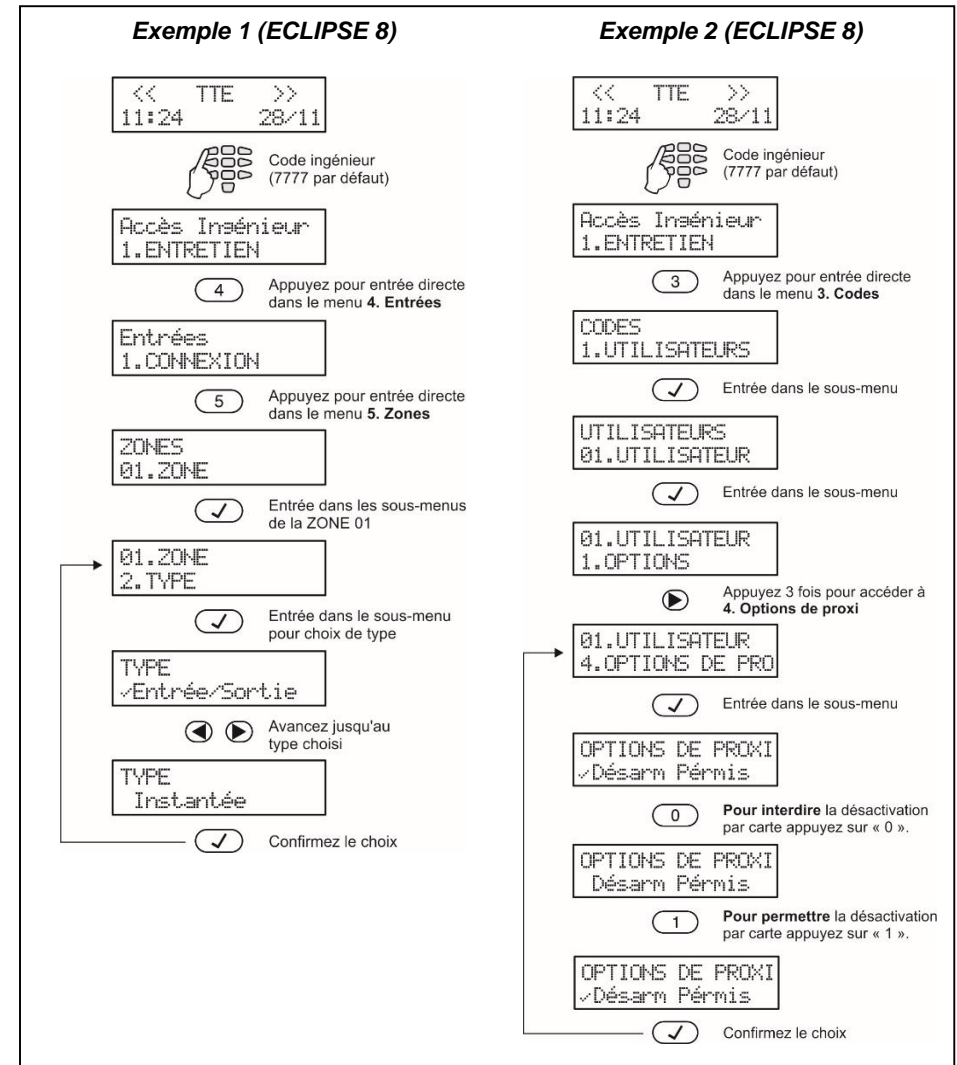 Exemple 1 (ECLIPSE 8)
<< TTE >>
11:24 28/11
Code ingénieur
(7777 par défaut)
Accès Ingénieur
1.ENTRETIEN
4
Appuyez pour entrée directe
dans le menu 4. Entrées
Entrées
1.CONNEXION
5
Appuyez pour entrée directe
dans le menu 5. Zones
ZONES
01.ZONE
Entrée dans les sous-menus
de la ZONE 01
01.ZONE
2.TYPE
Entrée dans le sous-menu
pour choix de type
TYPE
✓Entrée/Sortie
Avancez jusqu'au
type choisi
TYPE
Instantée
Confirmez le choix
Exemple 2 (ECLIPSE 8)
<< TTE >>
11:24 28/11
Code ingénieur
(7777 par défaut)
Accès Ingénieur
1.ENTRETIEN
3
Appuyez pour entrée directe
dans le menu 3. Codes
CODES
1.UTILISATEURS
Entrée dans le sous-menu
UTILISATEURS
01.UTILISATEUR
Entrée dans le sous-menu
01.UTILISATEUR
1.OPTIONS
Appuyez 3 fois pour accéder à
4. Options de proxi
01.UTILISATEUR
4.OPTIONS DE PRO
Entrée dans le sous-menu
OPTIONS DE PROXI
✓Désarm Pérmis
0
Pour interdire la désactivation
par carte appuyez sur « 0 ».
OPTIONS DE PROXI
Désarm Pérmis
1
Pour permettre la désactivation
par carte appuyez sur « 1 ».
OPTIONS DE PROXI
✓Désarm Pérmis
Confirmez le choix